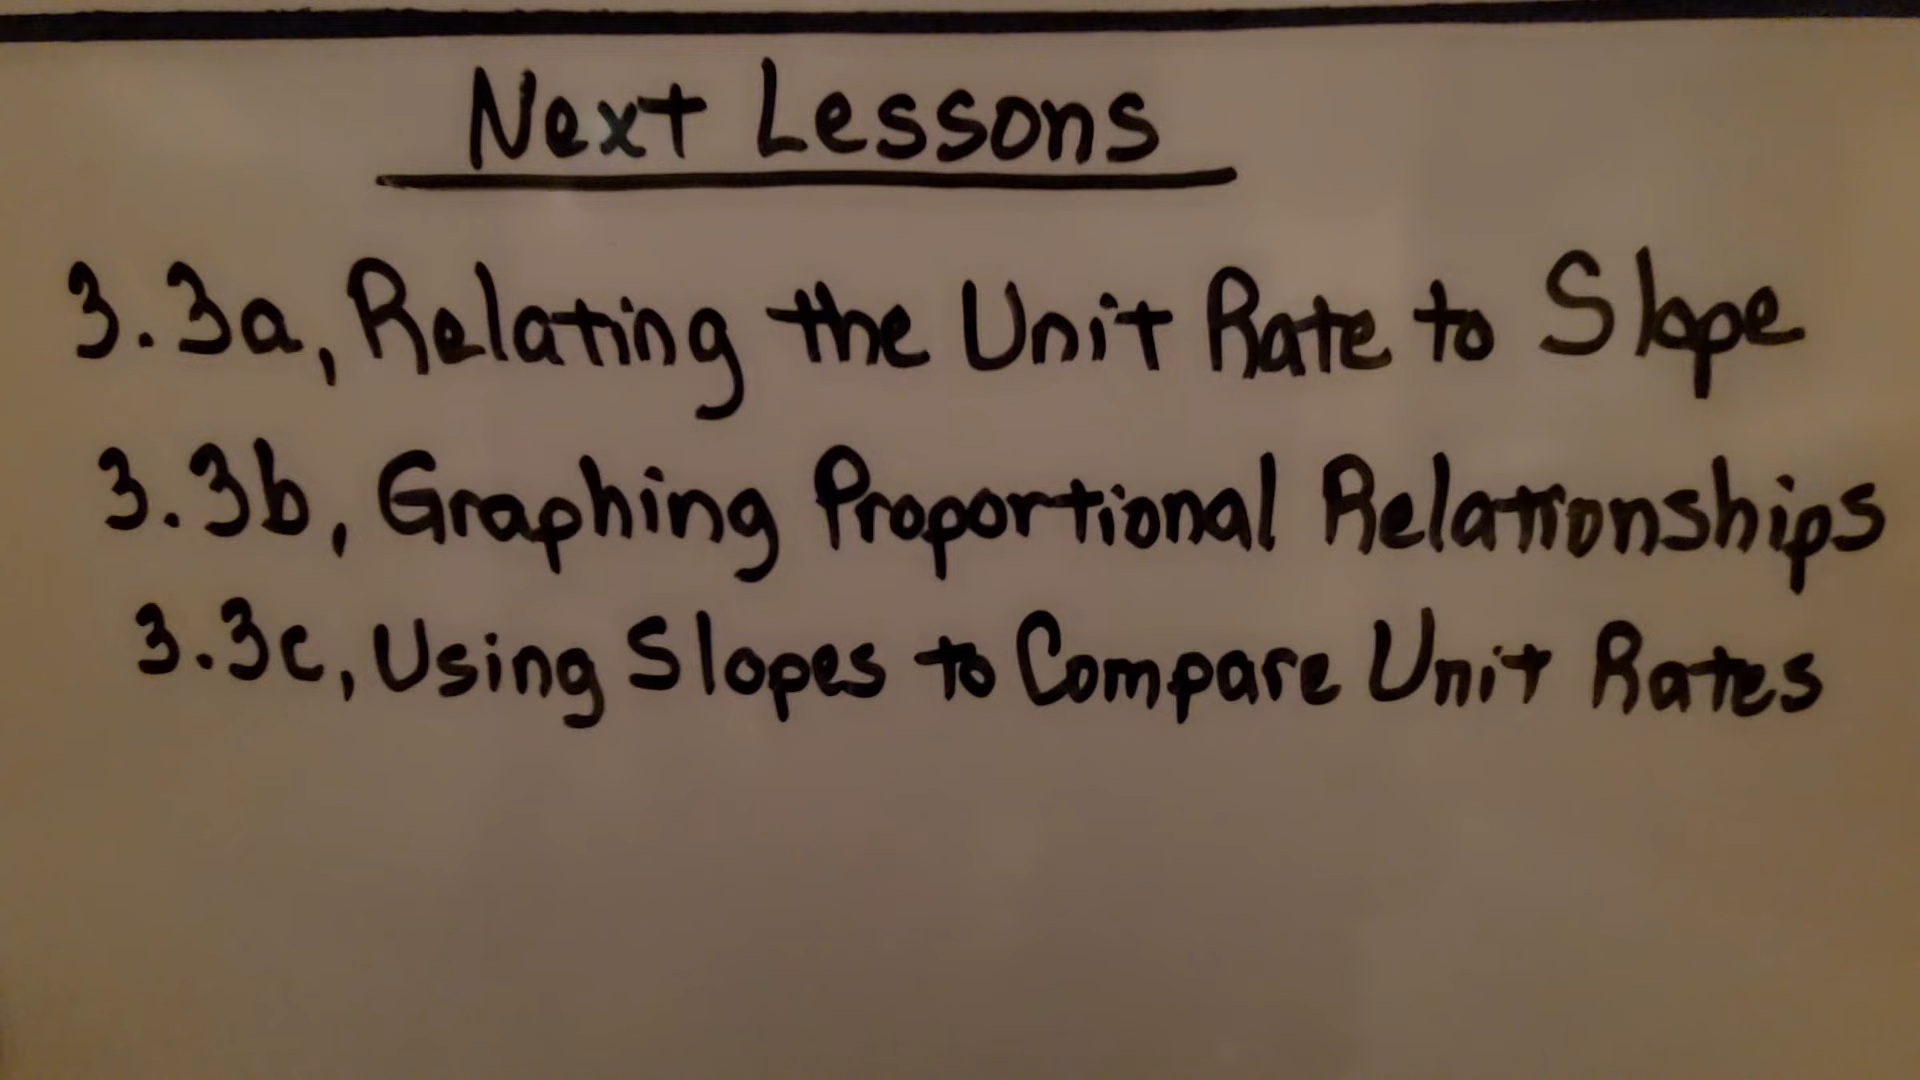 Next Lessons
3.3a, Relating the Unit Rate to Slope
3.3b, Graphing Proportional Relationships
3.3c, Using Slopes to Compare Unit Rates